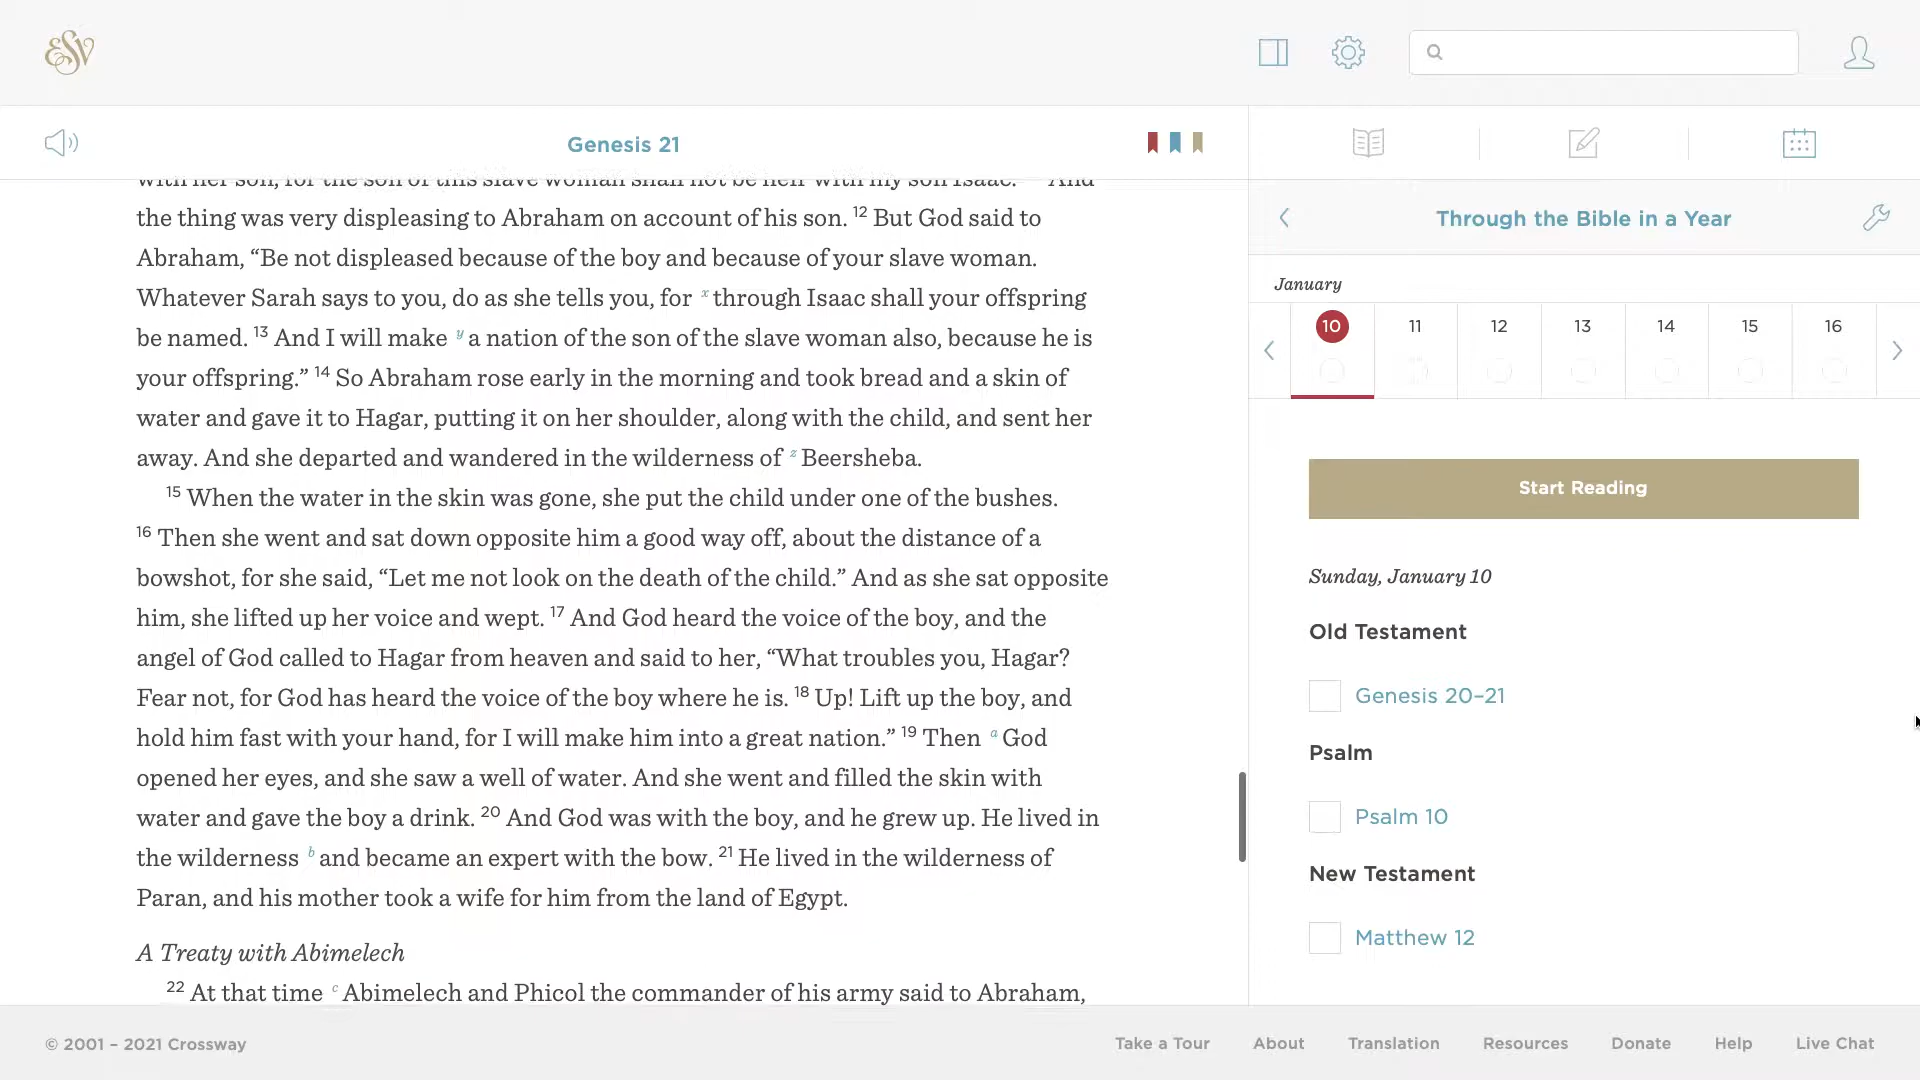 ESV
Genesis 21
with her son, for the son of this slave woman shall not be heir with my son Isaac.” And
the thing was very displeasing to Abraham on account of his son. 12 But God said to
Abraham, “Be not displeased because of the boy and because of your slave woman.
Whatever Sarah says to you, do as she tells you, for x through Isaac shall your offspring
be named. 13 And I will make y a nation of the son of the slave woman also, because he is
your offspring.” 14 So Abraham rose early in the morning and took bread and a skin of
water and gave it to Hagar, putting it on her shoulder, along with the child, and sent her
away. And she departed and wandered in the wilderness of z Beersheba.
15 When the water in the skin was gone, she put the child under one of the bushes.
16 Then she went and sat down opposite him a good way off, about the distance of a
bowshot, for she said, “Let me not look on the death of the child.” And as she sat opposite
him, she lifted up her voice and wept. 17 And God heard the voice of the boy, and the
angel of God called to Hagar from heaven and said to her, “What troubles you, Hagar?
Fear not, for God has heard the voice of the boy where he is. 18 Up! Lift up the boy, and
hold him fast with your hand, for I will make him into a great nation.” 19 Then a God
opened her eyes, and she saw a well of water. And she went and filled the skin with
water and gave the boy a drink. 20 And God was with the boy, and he grew up. He lived in
the wilderness b and became an expert with the bow. 21 He lived in the wilderness of
Paran, and his mother took a wife for him from the land of Egypt.
A Treaty with Abimelech
22 At that time c Abimelech and Phicol the commander of his army said to Abraham,
Through the Bible in a Year
January
10 11 12 13 14 15 16
Start Reading
Sunday, January 10
Old Testament
Genesis 20–21
Psalm
Psalm 10
New Testament
Matthew 12
© 2001 – 2021 Crossway
Take a Tour About Translation Resources Donate Help Live Chat